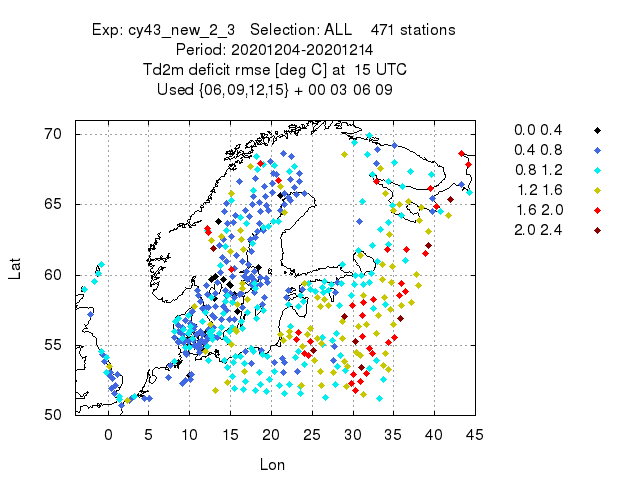 Exp: cy43_new_2_3 Selection: ALL 471 stations
Period: 20201204-20201214
Td2m deficit rmse [deg C] at 15 UTC
Used {06,09,12,15} + 00 03 06 09
70
65
60
55
50
Lat
0 5 10 15 20 25 30 35 40 45
Lon
0.0 0.4
0.4 0.8
0.8 1.2
1.2 1.6
1.6 2.0
2.0 2.4